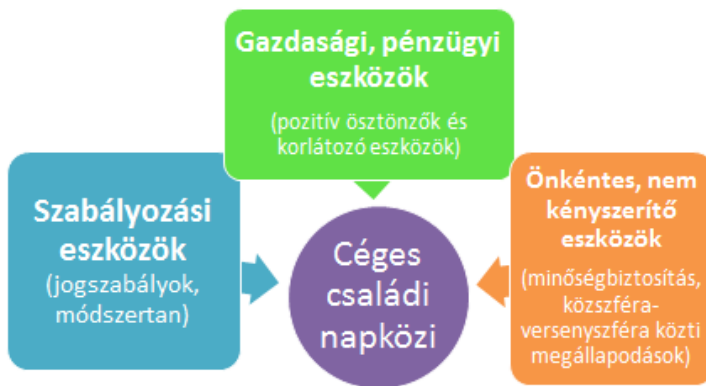 Gazdasági, pénzügyi
eszközök
(pozitív ösztönzők és
korlátozó eszközök)
Szabályozási
eszközök
(jogszabályok,
módszertan)
Céges
családi
napközi
Önkéntes, nem
kényszerítő
eszközök
(minőségbiztosítás,
közszféra-
versenyszféra közti
megállapodások)